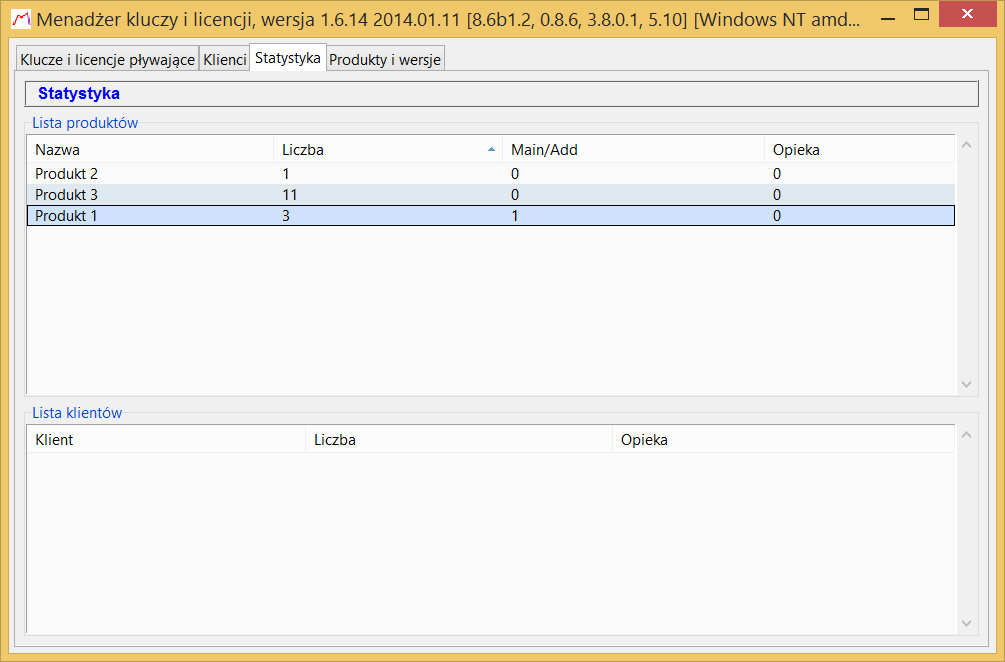 Menadżer kluczy i licencji, wersja 1.6.14 2014.01.11 [8.6b1.2, 0.8.6, 3.8.0.1, 5.10] [Windows NT amd...
Klucze i licencje pływające Klienci Statystyka Produkty i wersje
Statystyka
Lista produktów
Nazwa Liczba Main/Add Opieka
Produkt 2 1 0 0
Produkt 3 11 0 0
Produkt 1 3 1 0
Lista klientów
Klient Liczba Opieka